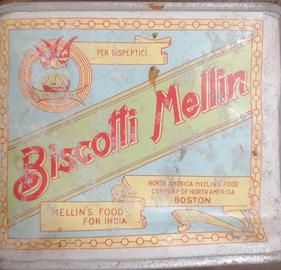 PER DISPEPTICI
Biscotti Mellin
NORTH AMERICA MELLIN'S FOOD
COMPANY OF NORTH AMERICA
BOSTON
MELLIN'S FOOD
FOR INDIA